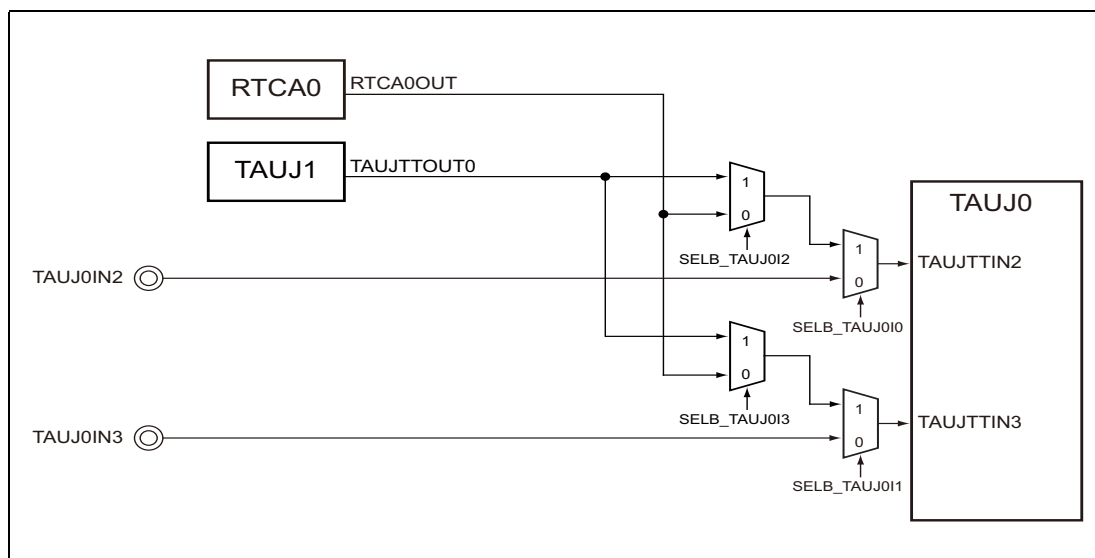 RTCA0
RTCA0OUT
TAUJ1
TAUJTTOUT0
1
0
SELB_TAUJ0I2
TAUJ0
TAUJ0IN2
1
0
TAUJTTIN2
SELB_TAUJ0I0
1
0
SELB_TAUJ0I3
TAUJ0IN3
1
0
TAUJTTIN3
SELB_TAUJ0I1